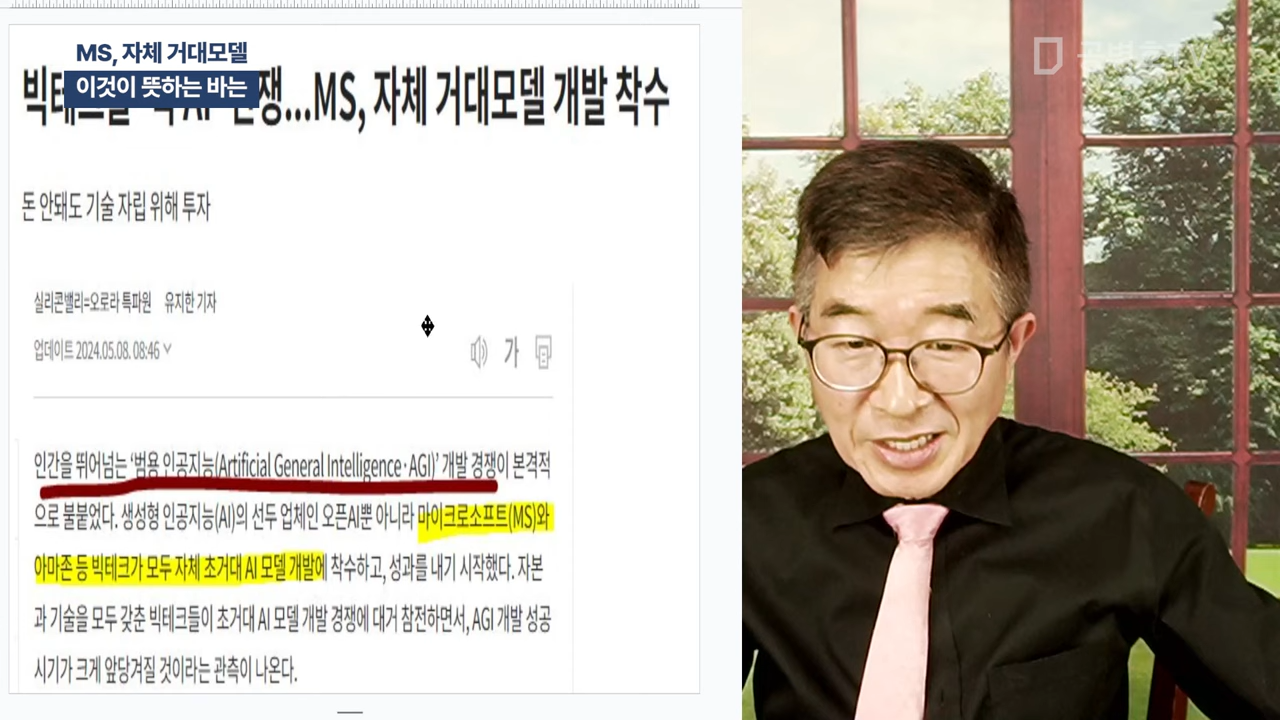 MS, 자체 거대모델
이것이 뜻하는 바는
쟁...MS, 자체 거대모델 개발 착수
돈 안돼도 기술 자립 위해 투자
실리콘밸리=오로라 특파원 유지한 기자
업데이트 2024.05.08. 08:46
가
인간을 뛰어넘는 ‘범용 인공지능(Artificial General Intelligence·AGI)’ 개발 경쟁이 본격적
으로 불붙었다. 생성형 인공지능(AI)의 선두 업체인 오픈AI뿐 아니라 마이크로소프트(MS)와
아마존 등 빅테크가 모두 자체 초거대 AI 모델 개발에 착수하고, 성과를 내기 시작했다. 자본
과 기술을 모두 갖춘 빅테크들이 초거대 AI 모델 개발 경쟁에 대거 참전하면서, AGI 개발 성공
시기가 크게 앞당겨질 것이라는 관측이 나온다.
공병호TV